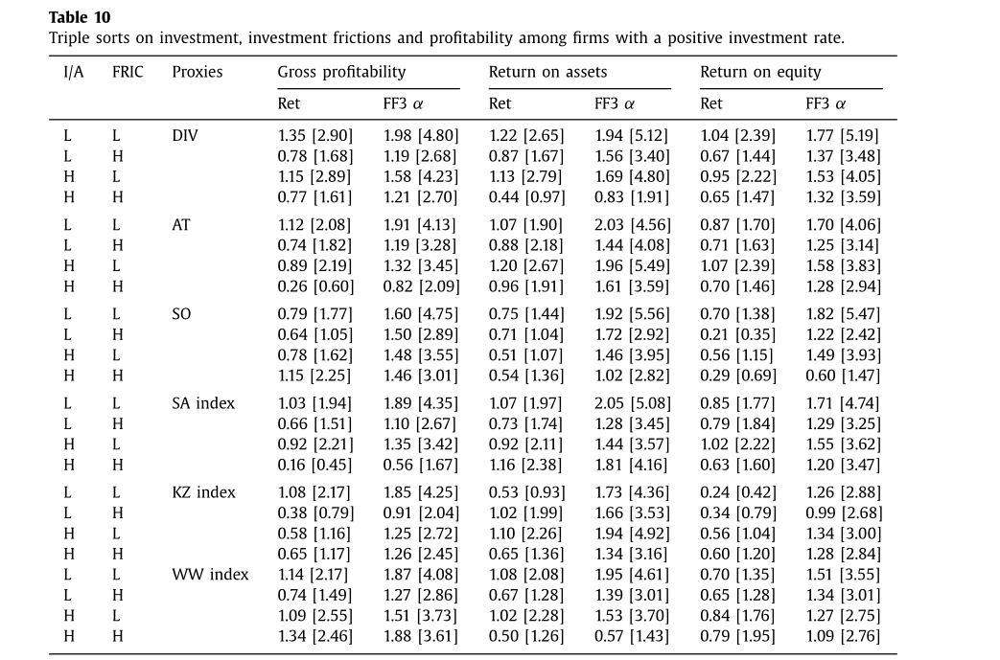 Table 10
Triple sorts on investment, investment frictions and profitability among firms with a positive investment rate.
I/A FRIC Proxies Gross profitability Return on assets Return on equity
Ret FF3 α Ret FF3 α Ret FF3 α
L L DIV 1.35 [2.90] 1.98 [4.80] 1.22 [2.65] 1.94 [5.12] 1.04 [2.39] 1.77 [5.19]
L H 0.78 [1.68] 1.19 [2.68] 0.87 [1.67] 1.56 [3.40] 0.67 [1.44] 1.37 [3.48]
H L 1.15 [2.89] 1.58 [4.23] 1.13 [2.79] 1.69 [4.80] 0.95 [2.22] 1.53 [4.05]
H H 0.77 [1.61] 1.21 [2.70] 0.44 [0.97] 0.83 [1.91] 0.65 [1.47] 1.32 [3.59]
L L AT 1.12 [2.08] 1.91 [4.13] 1.07 [1.90] 2.03 [4.56] 0.87 [1.70] 1.70 [4.06]
L H 0.74 [1.82] 1.19 [3.28] 0.88 [2.18] 1.44 [4.08] 0.71 [1.63] 1.25 [3.14]
H L 0.89 [2.19] 1.32 [3.45] 1.20 [2.67] 1.96 [5.49] 1.07 [2.39] 1.58 [3.83]
H H 0.26 [0.60] 0.82 [2.09] 0.96 [1.91] 1.61 [3.59] 0.70 [1.46] 1.28 [2.94]
L L SO 0.79 [1.77] 1.60 [4.75] 0.75 [1.44] 1.92 [5.56] 0.70 [1.38] 1.82 [5.47]
L H 0.64 [1.05] 1.50 [2.89] 0.71 [1.04] 1.72 [2.92] 0.21 [0.35] 1.22 [2.42]
H L 0.78 [1.62] 1.48 [3.55] 0.51 [1.07] 1.46 [3.95] 0.56 [1.15] 1.49 [3.93]
H H 1.15 [2.25] 1.46 [3.01] 0.54 [1.36] 1.02 [2.82] 0.29 [0.69] 0.60 [1.47]
L L SA index 1.03 [1.94] 1.89 [4.35] 1.07 [1.97] 2.05 [5.08] 0.85 [1.77] 1.71 [4.74]
L H 0.66 [1.51] 1.10 [2.67] 0.73 [1.74] 1.28 [3.45] 0.79 [1.84] 1.29 [3.25]
H L 0.92 [2.21] 1.35 [3.42] 0.92 [2.11] 1.44 [3.57] 1.02 [2.22] 1.55 [3.62]
H H 0.16 [0.45] 0.56 [1.67] 1.16 [2.38] 1.81 [4.16] 0.63 [1.60] 1.20 [3.47]
L L KZ index 1.08 [2.17] 1.85 [4.25] 0.53 [0.93] 1.73 [4.36] 0.24 [0.42] 1.26 [2.88]
L H 0.38 [0.79] 0.91 [2.04] 1.02 [1.99] 1.66 [3.53] 0.34 [0.79] 0.99 [2.68]
H L 0.58 [1.16] 1.25 [2.72] 1.10 [2.26] 1.94 [4.92] 0.56 [1.04] 1.34 [3.00]
H H 0.65 [1.17] 1.26 [2.45] 0.65 [1.36] 1.34 [3.16] 0.60 [1.20] 1.28 [2.84]
L L WW index 1.14 [2.17] 1.87 [4.08] 1.08 [2.08] 1.95 [4.61] 0.70 [1.35] 1.51 [3.55]
L H 0.74 [1.49] 1.27 [2.86] 0.67 [1.28] 1.39 [3.01] 0.65 [1.28] 1.34 [3.01]
H L 1.09 [2.55] 1.51 [3.73] 1.02 [2.28] 1.53 [3.70] 0.84 [1.76] 1.27 [2.75]
H H 1.34 [2.46] 1.88 [3.61] 0.50 [1.26] 0.57 [1.43] 0.79 [1.95] 1.09 [2.76]